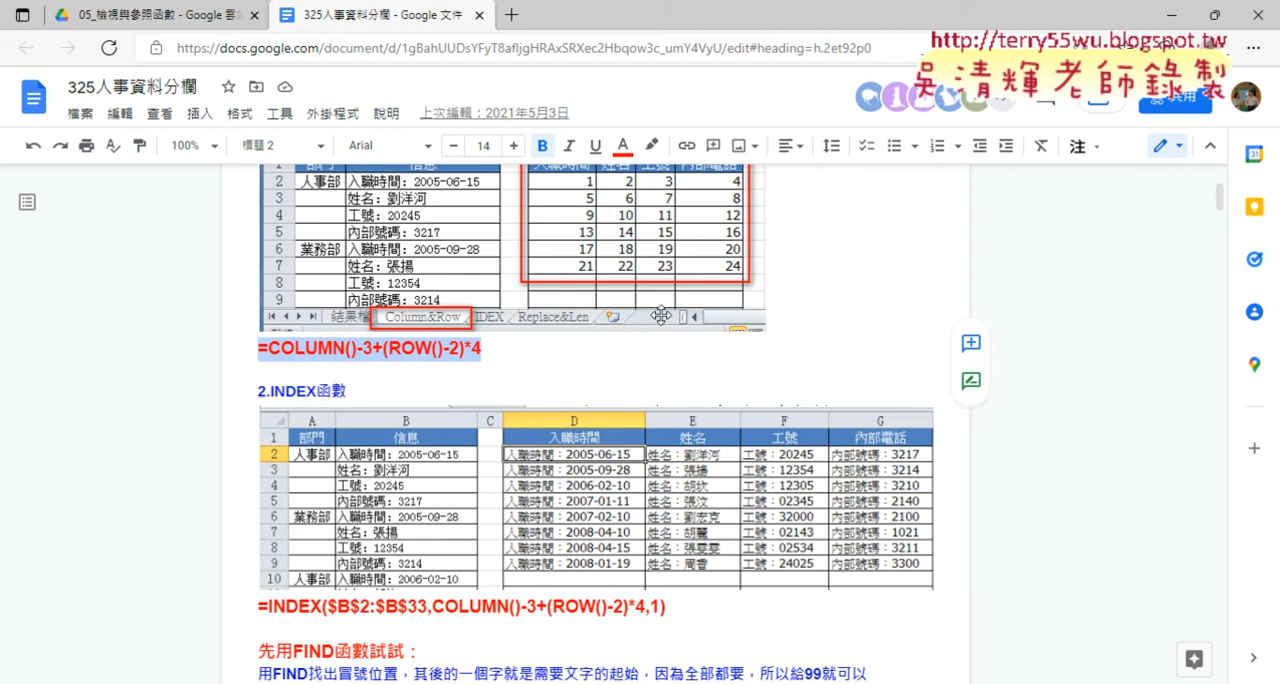 05_檢視與參照函數 - Google 雲
325人事資料分欄 - Google 文件
https://docs.google.com/document/d/1gBahUUDsYFyT8afljgHRAxSRXec2Hbqow3c_umY4VyU/edit#heading=h.2et92p0
http://terry55wu.blogspot.tw
吳清輝老師錄製
325人事資料分欄
檔案 編輯 查看 插入 格式 工具 外掛程式 說明 上次編輯：2021年5月3日
100% 標題 2 Arial 14 B I U A 注
2 人事部 入職時間: 2005-06-15 1 2 3 4
3 姓名: 劉洋河 5 6 7 8
4 工號: 20245 9 10 11 12
5 內部號碼: 3217 13 14 15 16
6 業務部 入職時間: 2005-09-28 17 18 19 20
7 姓名: 張揚 21 22 23 24
8 工號: 12354
9 內部號碼: 3214
結果檔 Column&Row INDEX Replace&Len
=COLUMN()-3+(ROW()-2)*4
2.INDEX函數
A B C D E F G
1 部門 信息 入職時間 姓名 工號 內部電話
2 人事部 入職時間: 2005-06-15 入職時間：2005-06-15 姓名：劉洋河 工號：20245 內部號碼：3217
3 姓名: 劉洋河 入職時間：2005-09-28 姓名：張揚 工號：12354 內部號碼：3214
4 工號: 20245 入職時間：2006-02-10 姓名：胡坎 工號：12305 內部號碼：3210
5 內部號碼: 3217 入職時間：2007-01-11 姓名：張汶 工號：02345 內部號碼：2140
6 業務部 入職時間: 2005-09-28 入職時間：2007-02-10 姓名：劉宏克 工號：32000 內部號碼：2100
7 姓名: 張揚 入職時間：2008-04-10 姓名：胡麗 工號：02143 內部號碼：1021
8 工號: 12354 入職時間：2008-04-15 姓名：張雯雯 工號：02534 內部號碼：3211
9 內部號碼: 3214 入職時間：2008-01-19 姓名：周香 工號：24025 內部號碼：3300
10 人事部 入職時間: 2006-02-10
=INDEX($B$2:$B$33,COLUMN()-3+(ROW()-2)*4,1)
先用FIND函數試試：
用FIND找出冒號位置，其後的一個字就是需要文字的起始，因為全部都要，所以給99就可以